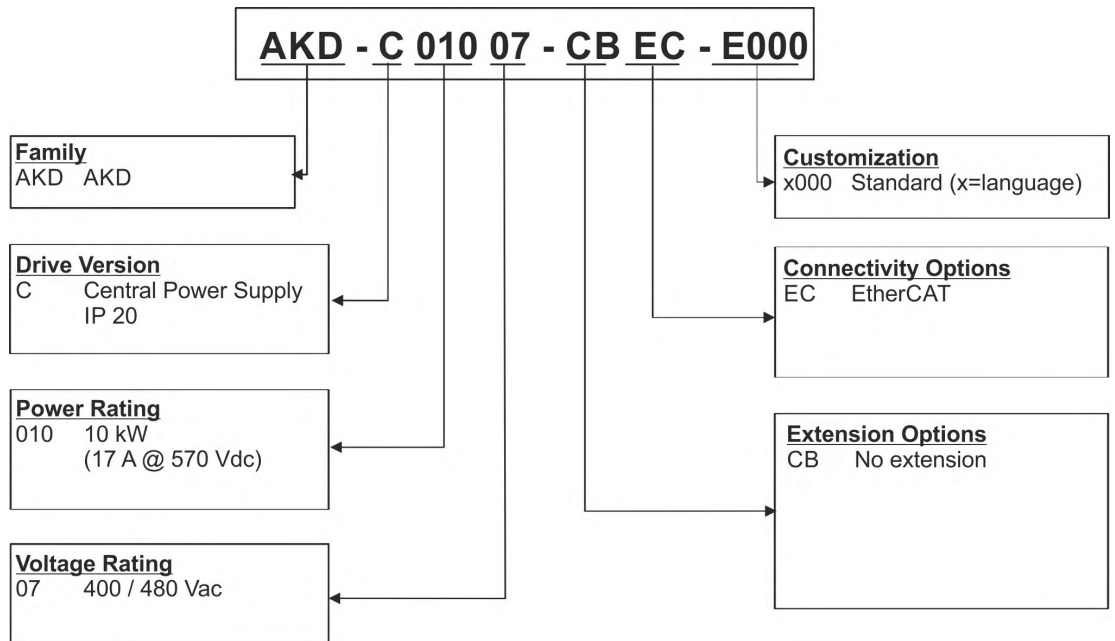 AKD - C 010 07 - CB EC - E000
Family
AKD AKD
Drive Version
C Central Power Supply
IP 20
Power Rating
010 10 kW
(17 A @ 570 Vdc)
Voltage Rating
07 400 / 480 Vac
Customization
x000 Standard (x=language)
Connectivity Options
EC EtherCAT
Extension Options
CB No extension